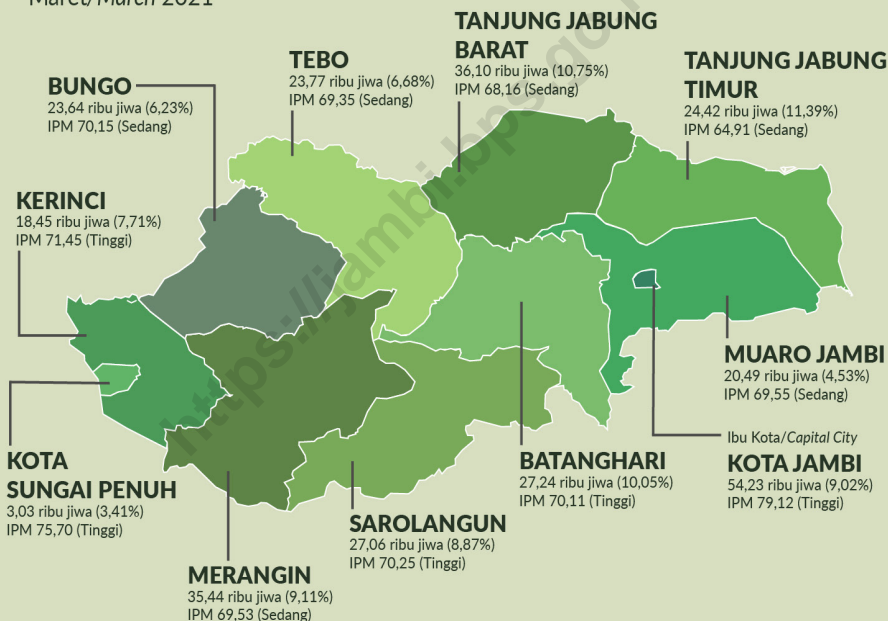 Maret/March 2021
TANJUNG JABUNG
BARAT
36,10 ribu jiwa (10,75%)
IPM 68,16 (Sedang)
TEBO
23,77 ribu jiwa (6,68%)
IPM 69,35 (Sedang)
TANJUNG JABUNG
TIMUR
24,42 ribu jiwa (11,39%)
IPM 64,91 (Sedang)
BUNGO
23,64 ribu jiwa (6,23%)
IPM 70,15 (Sedang)
KERINCI
18,45 ribu jiwa (7,71%)
IPM 71,45 (Tinggi)
MUARO JAMBI
20,49 ribu jiwa (4,53%)
IPM 69,55 (Sedang)
Ibu Kota/Capital City
KOTA JAMBI
54,23 ribu jiwa (9,02%)
IPM 79,12 (Tinggi)
KOTA
SUNGAI PENUH
3,03 ribu jiwa (3,41%)
IPM 75,70 (Tinggi)
BATANGHARI
27,24 ribu jiwa (10,05%)
IPM 70,11 (Tinggi)
SAROLANGUN
27,06 ribu jiwa (8,87%)
IPM 70,25 (Tinggi)
MERANGIN
35,44 ribu jiwa (9,11%)
IPM 69,53 (Sedang)
https://jambi.bps.go